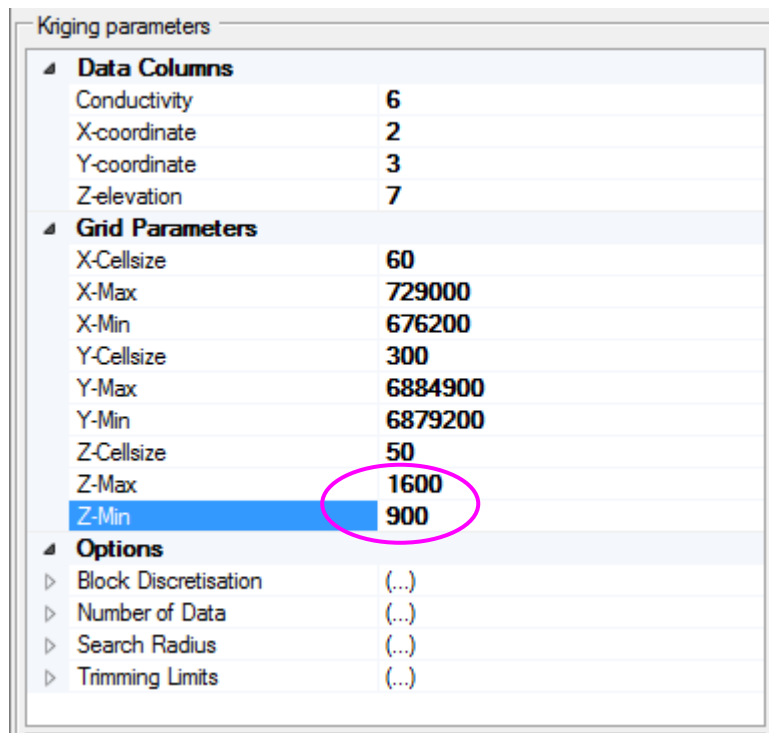 Kriging parameters
Data Columns
Conductivity 6
X-coordinate 2
Y-coordinate 3
Z-elevation 7
Grid Parameters
X-Cellsize 60
X-Max 729000
X-Min 676200
Y-Cellsize 300
Y-Max 6884900
Y-Min 6879200
Z-Cellsize 50
Z-Max 1600
Z-Min 900
Options
Block Discretisation (...)
Number of Data (...)
Search Radius (...)
Trimming Limits (...)